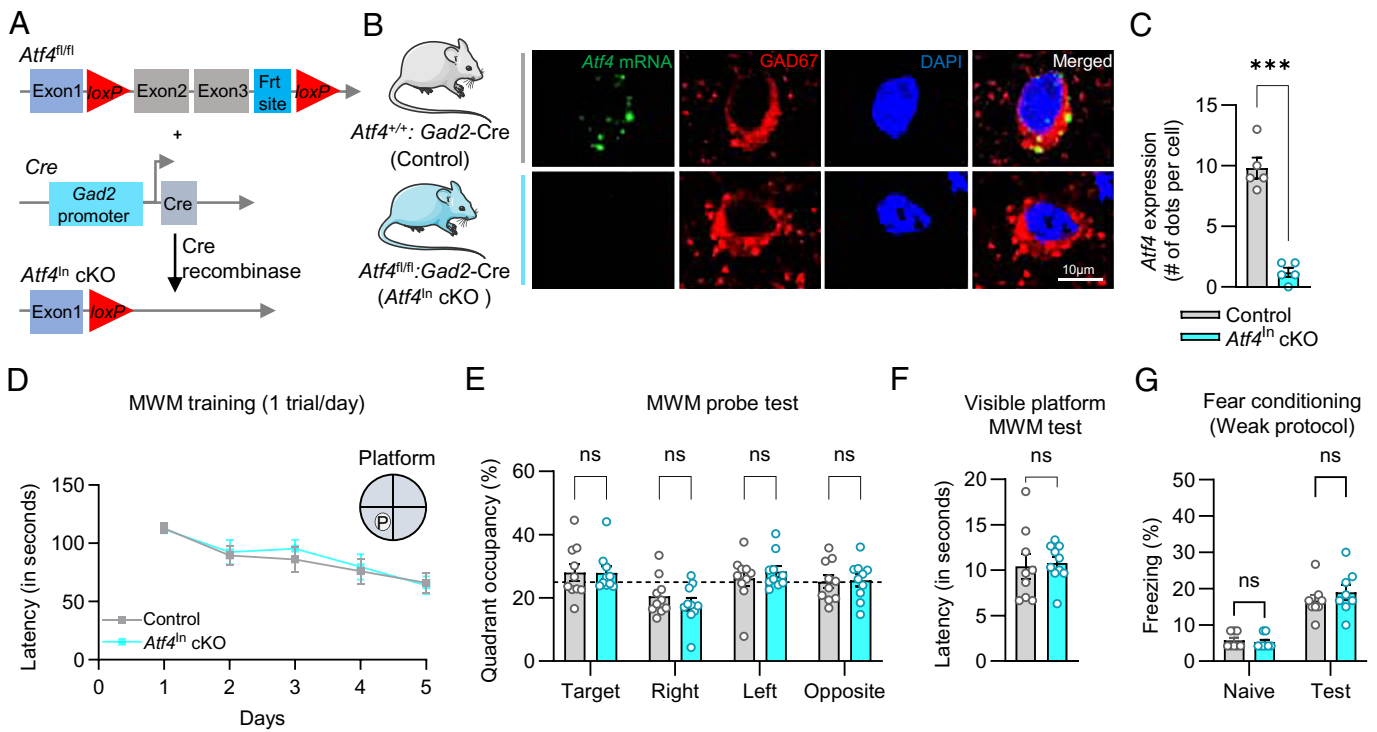 A
Atf4fl/fl
Exon1 loxP Exon2 Exon3 Frt site loxP
+
Cre
Gad2 promoter
Cre
Cre recombinase
Atf4In cKO
Exon1 loxP
B
Atf4+/+: Gad2-Cre
(Control)
Atf4fl/fl:Gad2-Cre
(Atf4In cKO )
Atf4 mRNA
GAD67
DAPI
Merged
10μm
C
***
Atf4 expression
(# of dots per cell)
15
10
5
0
Control
Atf4In cKO
D
MWM training (1 trial/day)
Platform
P
Latency (in seconds)
150
100
50
0
Control
Atf4In cKO
0 1 2 3 4 5
Days
E
MWM probe test
ns ns ns ns
Quadrant occupancy (%)
60
40
20
0
Target Right Left Opposite
F
Visible platform
MWM test
ns
Latency (in seconds)
20
15
10
5
0
G
Fear conditioning
(Weak protocol)
ns
ns
Freezing (%)
50
40
30
20
10
0
Naive Test